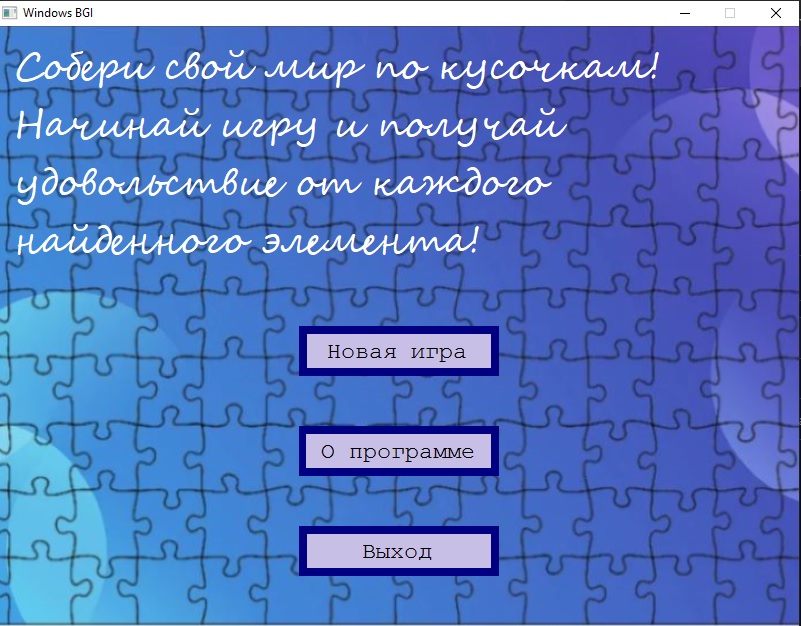 Windows BGI
Собери свой мир по кусочкам!
Начинай игру и получай
удовольствие от каждого
найденного элемента!
Новая игра
О программе
Выход